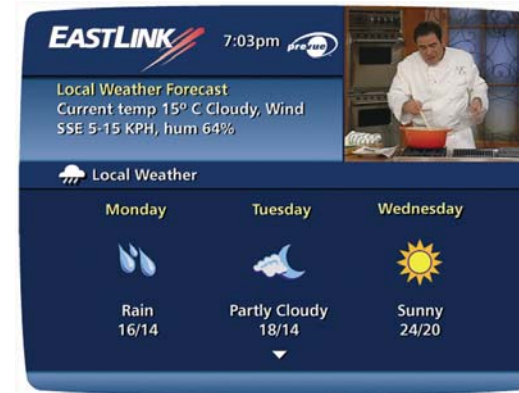 EASTLINK 7:03pm prevue
Local Weather Forecast
Current temp 15º C Cloudy, Wind
SSE 5-15 KPH, hum 64%
Local Weather
Monday Tuesday Wednesday
Rain Partly Cloudy Sunny
16/14 18/14 24/20